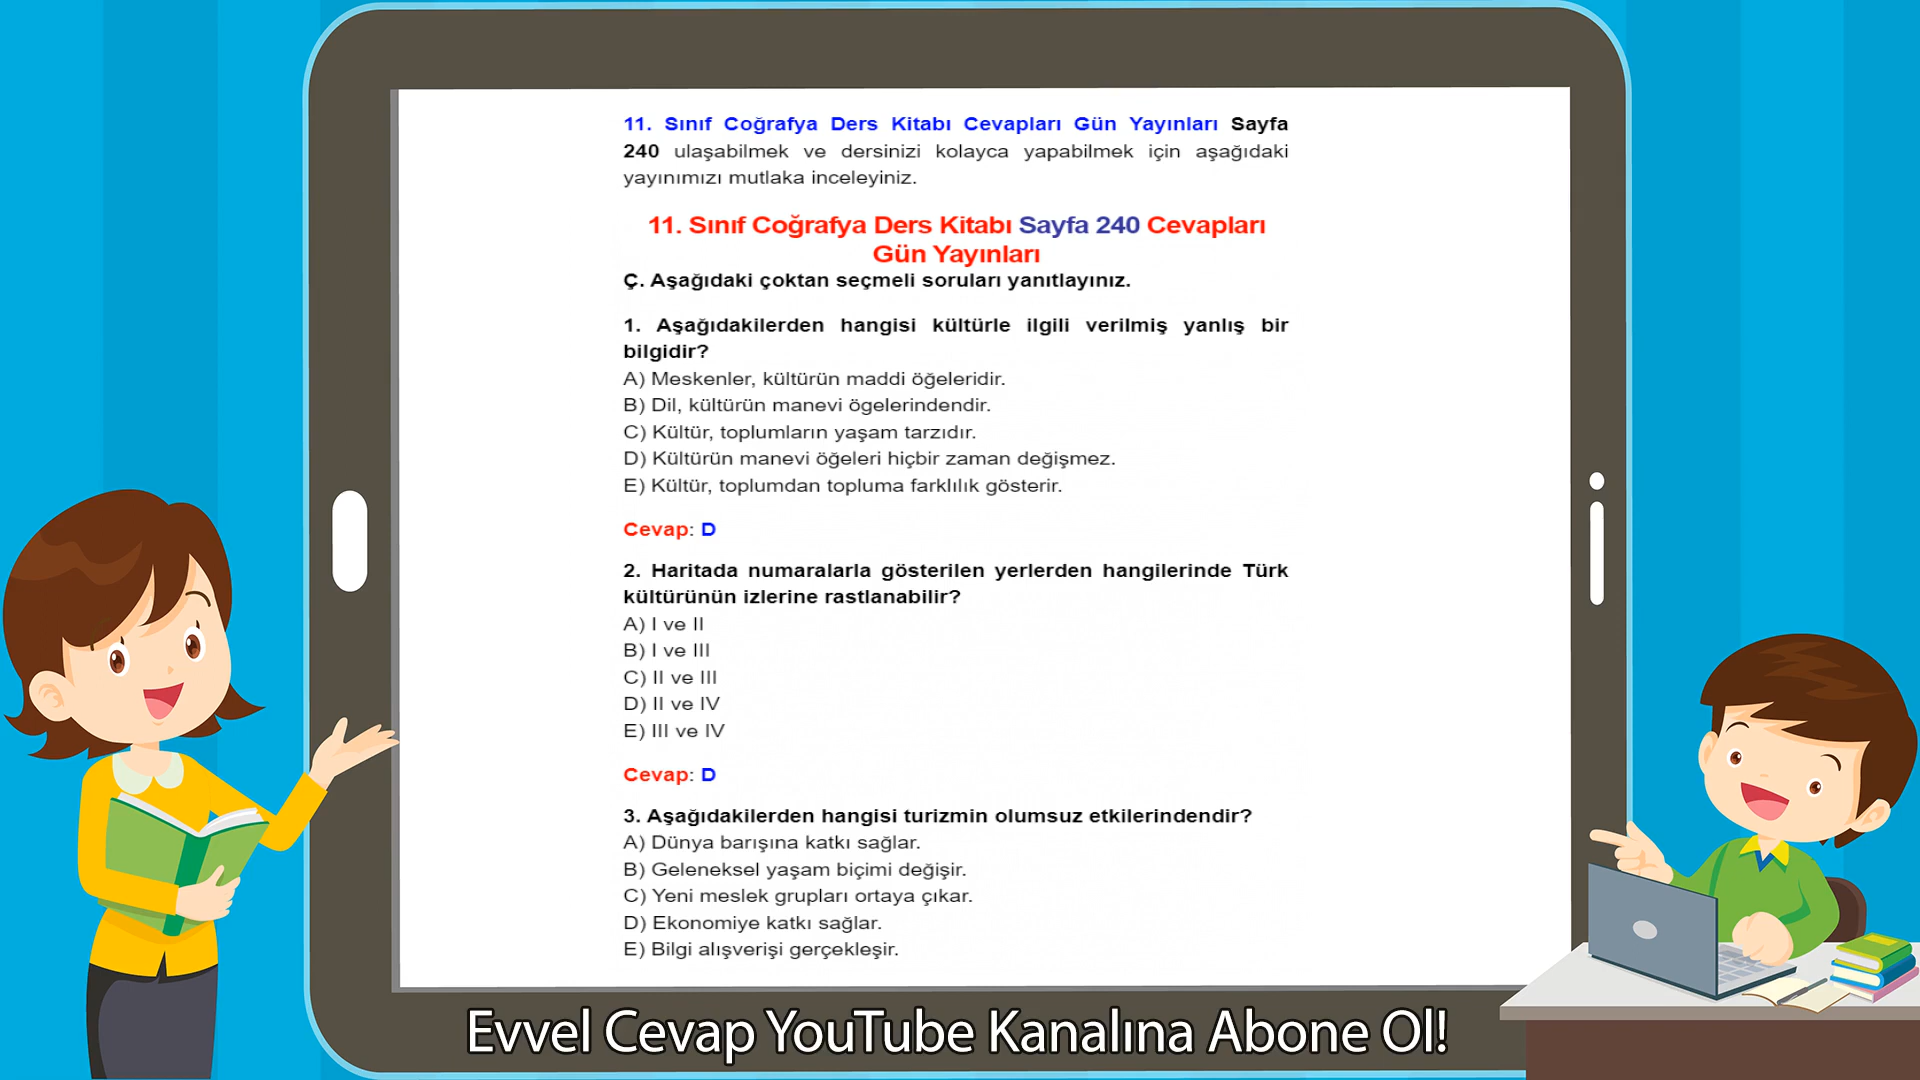 11. Sınıf Coğrafya Ders Kitabı Cevapları Gün Yayınları Sayfa
240 ulaşabilmek ve dersinizi kolayca yapabilmek için aşağıdaki
yayınımızı mutlaka inceleyiniz.
11. Sınıf Coğrafya Ders Kitabı Sayfa 240 Cevapları
Gün Yayınları
Ç. Aşağıdaki çoktan seçmeli soruları yanıtlayınız.
1. Aşağıdakilerden hangisi kültürle ilgili verilmiş yanlış bir
bilgidir?
A) Meskenler, kültürün maddi öğeleridir.
B) Dil, kültürün manevi ögelerindendir.
C) Kültür, toplumların yaşam tarzıdır.
D) Kültürün manevi öğeleri hiçbir zaman değişmez.
E) Kültür, toplumdan topluma farklılık gösterir.
Cevap: D
2. Haritada numaralarla gösterilen yerlerden hangilerinde Türk
kültürünün izlerine rastlanabilir?
A) I ve II
B) I ve III
C) II ve III
D) II ve IV
E) III ve IV
Cevap: D
3. Aşağıdakilerden hangisi turizmin olumsuz etkilerindendir?
A) Dünya barışına katkı sağlar.
B) Geleneksel yaşam biçimi değişir.
C) Yeni meslek grupları ortaya çıkar.
D) Ekonomiye katkı sağlar.
E) Bilgi alışverişi gerçekleşir.
Evvel Cevap YouTube Kanalına Abone Ol!